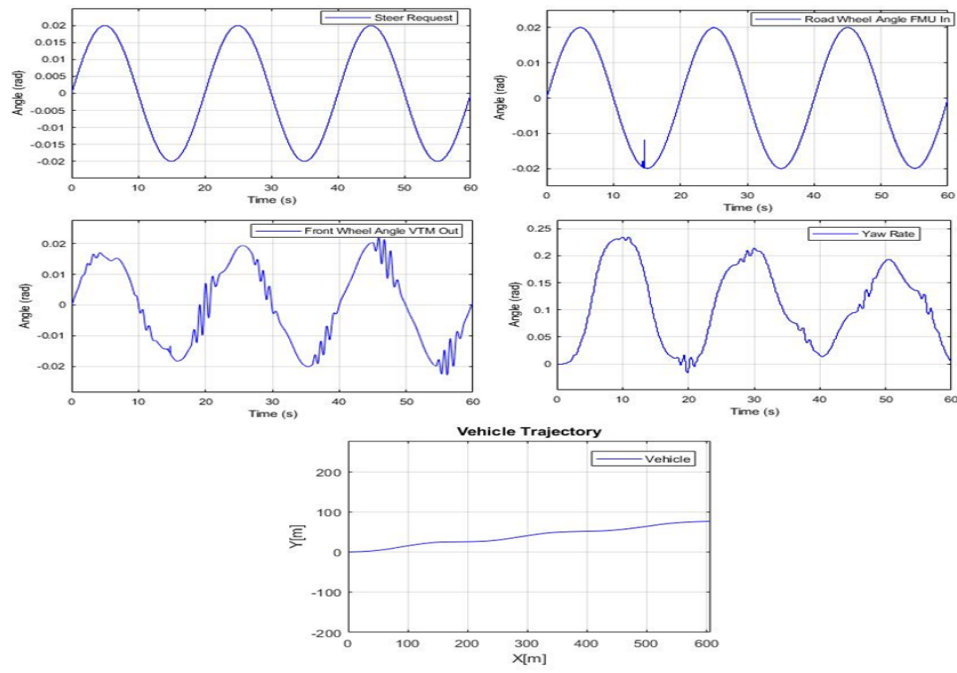 Steer Request
0.02
0.015
0.01
0.005
0
-0.005
-0.01
-0.015
-0.02
Angle (rad)
0 10 20 30 40 50 60
Time (s)
Road Wheel Angle FMU In
0.02
0.01
0
-0.01
-0.02
Angle (rad)
0 10 20 30 40 50 60
Time (s)
Front Wheel Angle VTM Out
0.02
0.01
0
-0.01
-0.02
Angle (rad)
0 10 20 30 40 50 60
Time (s)
Yaw Rate
0.25
0.2
0.15
0.1
0.05
0
Angle (rad)
0 10 20 30 40 50 60
Time (s)
Vehicle Trajectory
Vehicle
200
100
0
-100
-200
Y[m]
0 100 200 300 400 500 600
X[m]